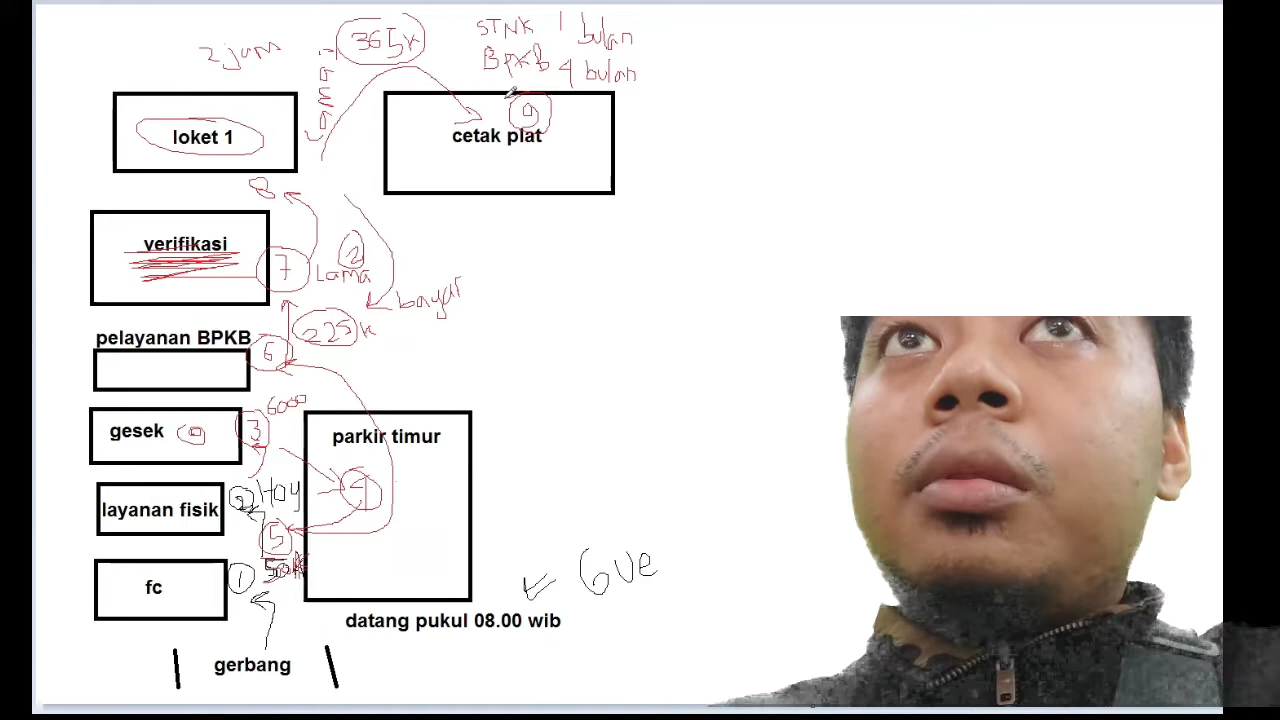 STNK 1 bulan
BPKB 4 bulan
365k
2 jam
Lama
loket 1
9
cetak plat
8
verifikasi
7
2
Lama
bayar
225k
pelayanan BPKB
6
6000
gesek
3
parkir timur
4
layanan fisik
2
5
fc
1
GUE
datang pukul 08.00 wib
gerbang